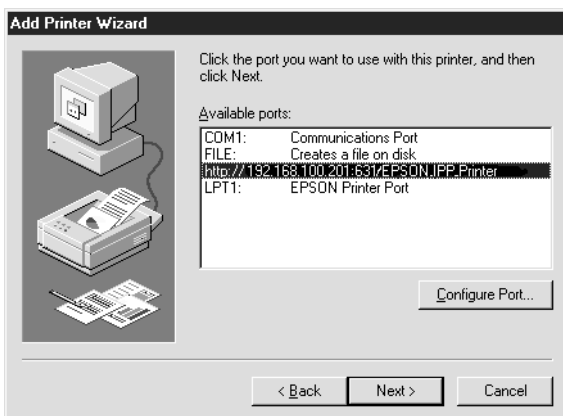 Add Printer Wizard
Click the port you want to use with this printer, and then
click Next.
Available ports:
COM1: Communications Port
FILE: Creates a file on disk
http://192.168.100.201:631/EPSON_IPP_Printer
LPT1: EPSON Printer Port
Configure Port...
< Back Next > Cancel